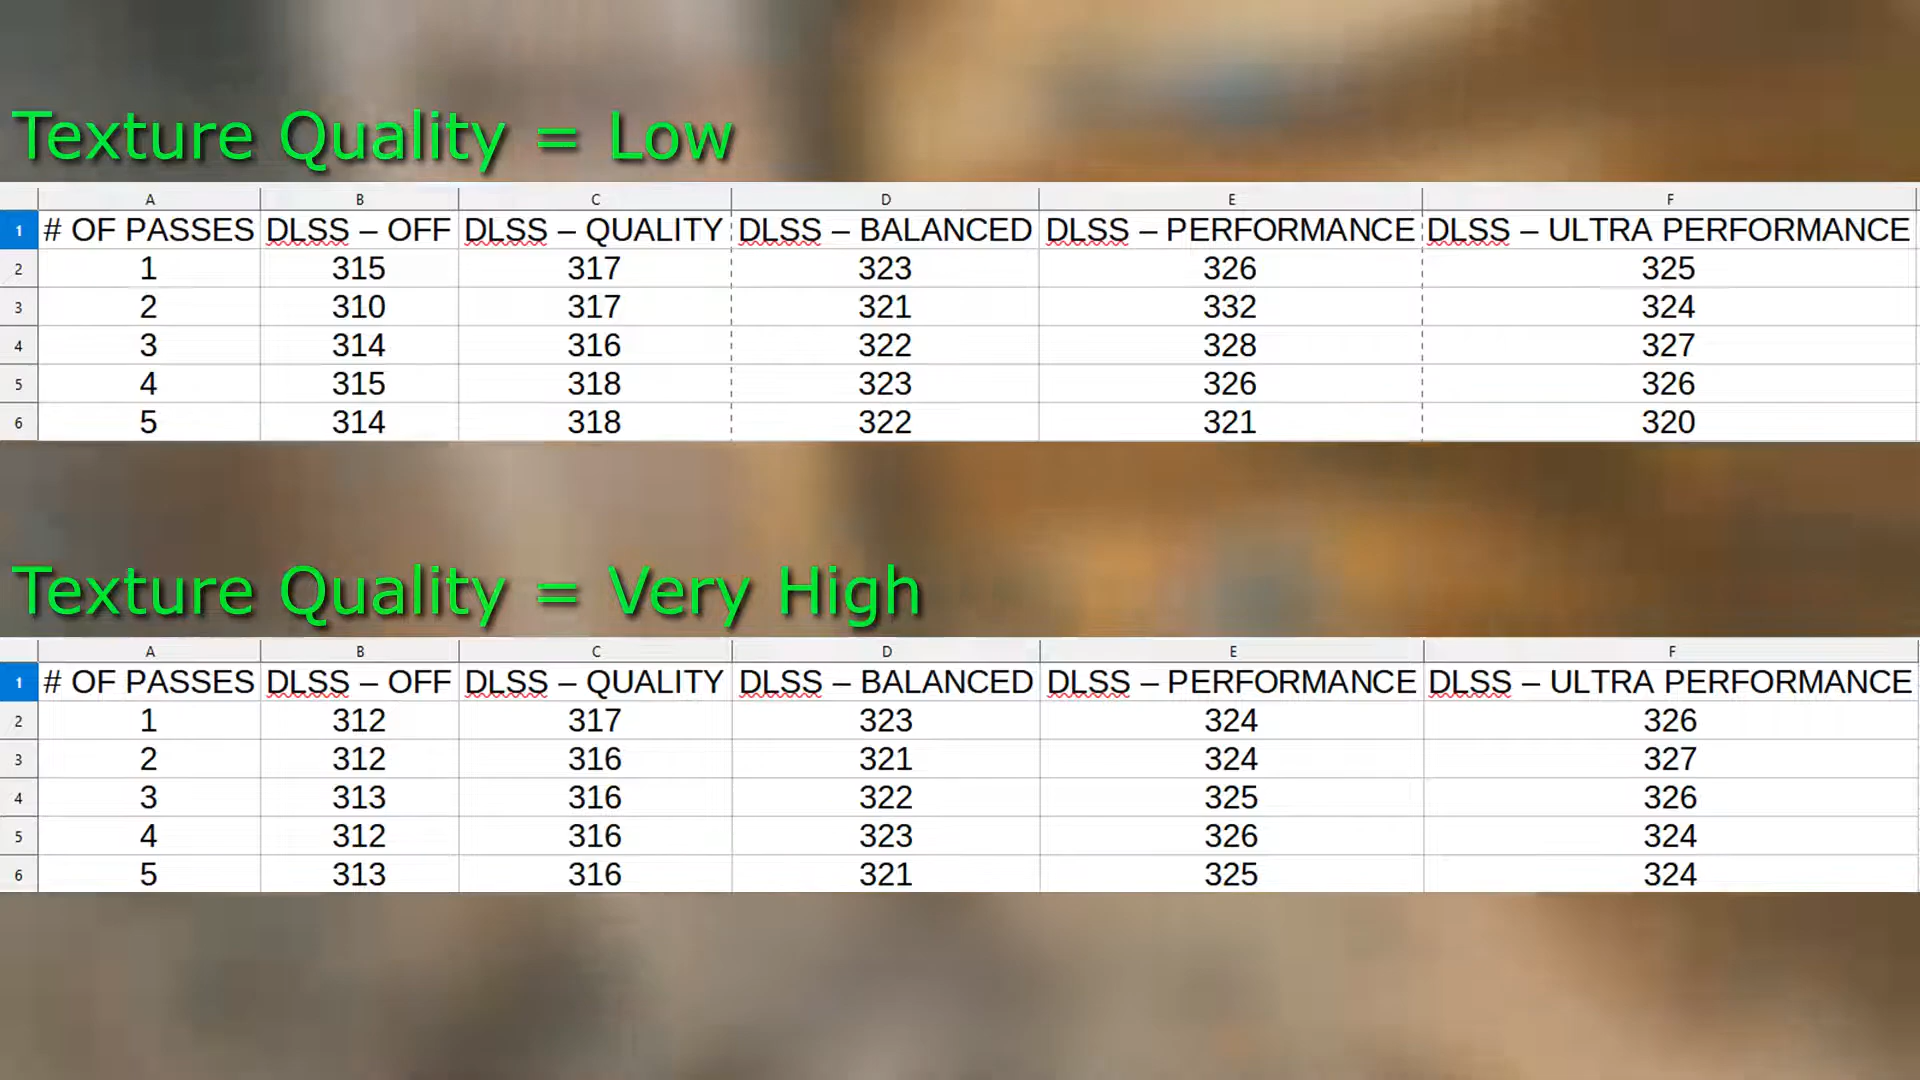 Texture Quality = Low
A B C D E F
1 # OF PASSES DLSS – OFF DLSS – QUALITY DLSS – BALANCED DLSS – PERFORMANCE DLSS – ULTRA PERFORMANCE
2 1 315 317 323 326 325
3 2 310 317 321 332 324
4 3 314 316 322 328 327
5 4 315 318 323 326 326
6 5 314 318 322 321 320
Texture Quality = Very High
A B C D E F
1 # OF PASSES DLSS – OFF DLSS – QUALITY DLSS – BALANCED DLSS – PERFORMANCE DLSS – ULTRA PERFORMANCE
2 1 312 317 323 324 326
3 2 312 316 321 324 327
4 3 313 316 322 325 326
5 4 312 316 323 326 324
6 5 313 316 321 325 324